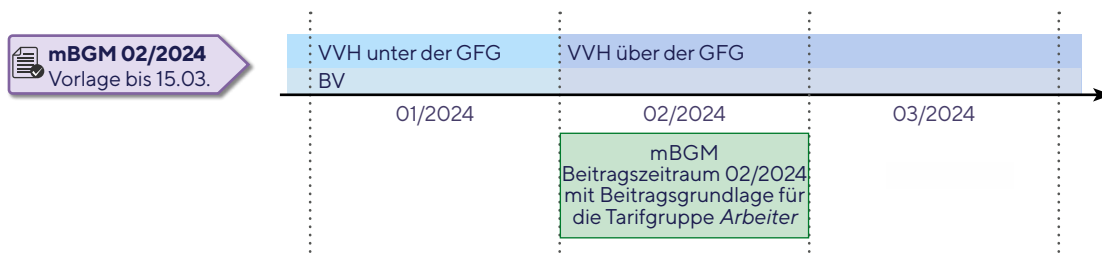 mBGM 02/2024
Vorlage bis 15.03.
VVH unter der GFG
VVH über der GFG
BV
01/2024
02/2024
03/2024
mBGM
Beitragszeitraum 02/2024
mit Beitragsgrundlage für
die Tarifgruppe Arbeiter